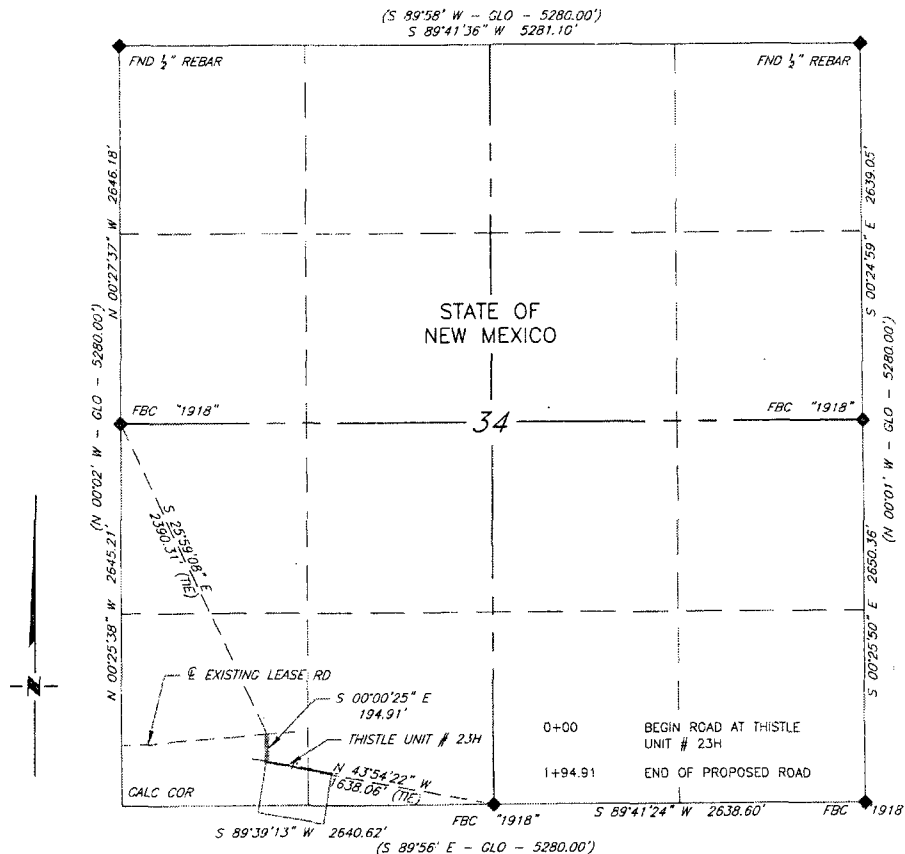 (S 89°58' W - GLO - 5280.00')
S 89°41'36" W 5281.10'
FND ½" REBAR
FND ½" REBAR
N 00°27'37" W 2646.18'
S 00°24'59" E 2639.05'
STATE OF
NEW MEXICO
(N 00°02' W - GLO - 5280.00')
(N 00°01' W - GLO - 5280.00')
FBC "1918"
34
FBC "1918"
S 25°59'08" E
2390.31' (TIE)
N 00°25'38" W 2645.21'
S 00°25'50" E 2650.36'
N
℄ EXISTING LEASE RD
S 00°00'25" E
194.91'
THISTLE UNIT # 23H
0+00 BEGIN ROAD AT THISTLE
UNIT # 23H
1+94.91 END OF PROPOSED ROAD
N 43°54'22" W
1638.06' (TIE)
CALC COR
S 89°39'13" W 2640.62'
FBC "1918"
S 89°41'24" W 2638.60'
FBC "1918
(S 89°56' E - GLO - 5280.00')